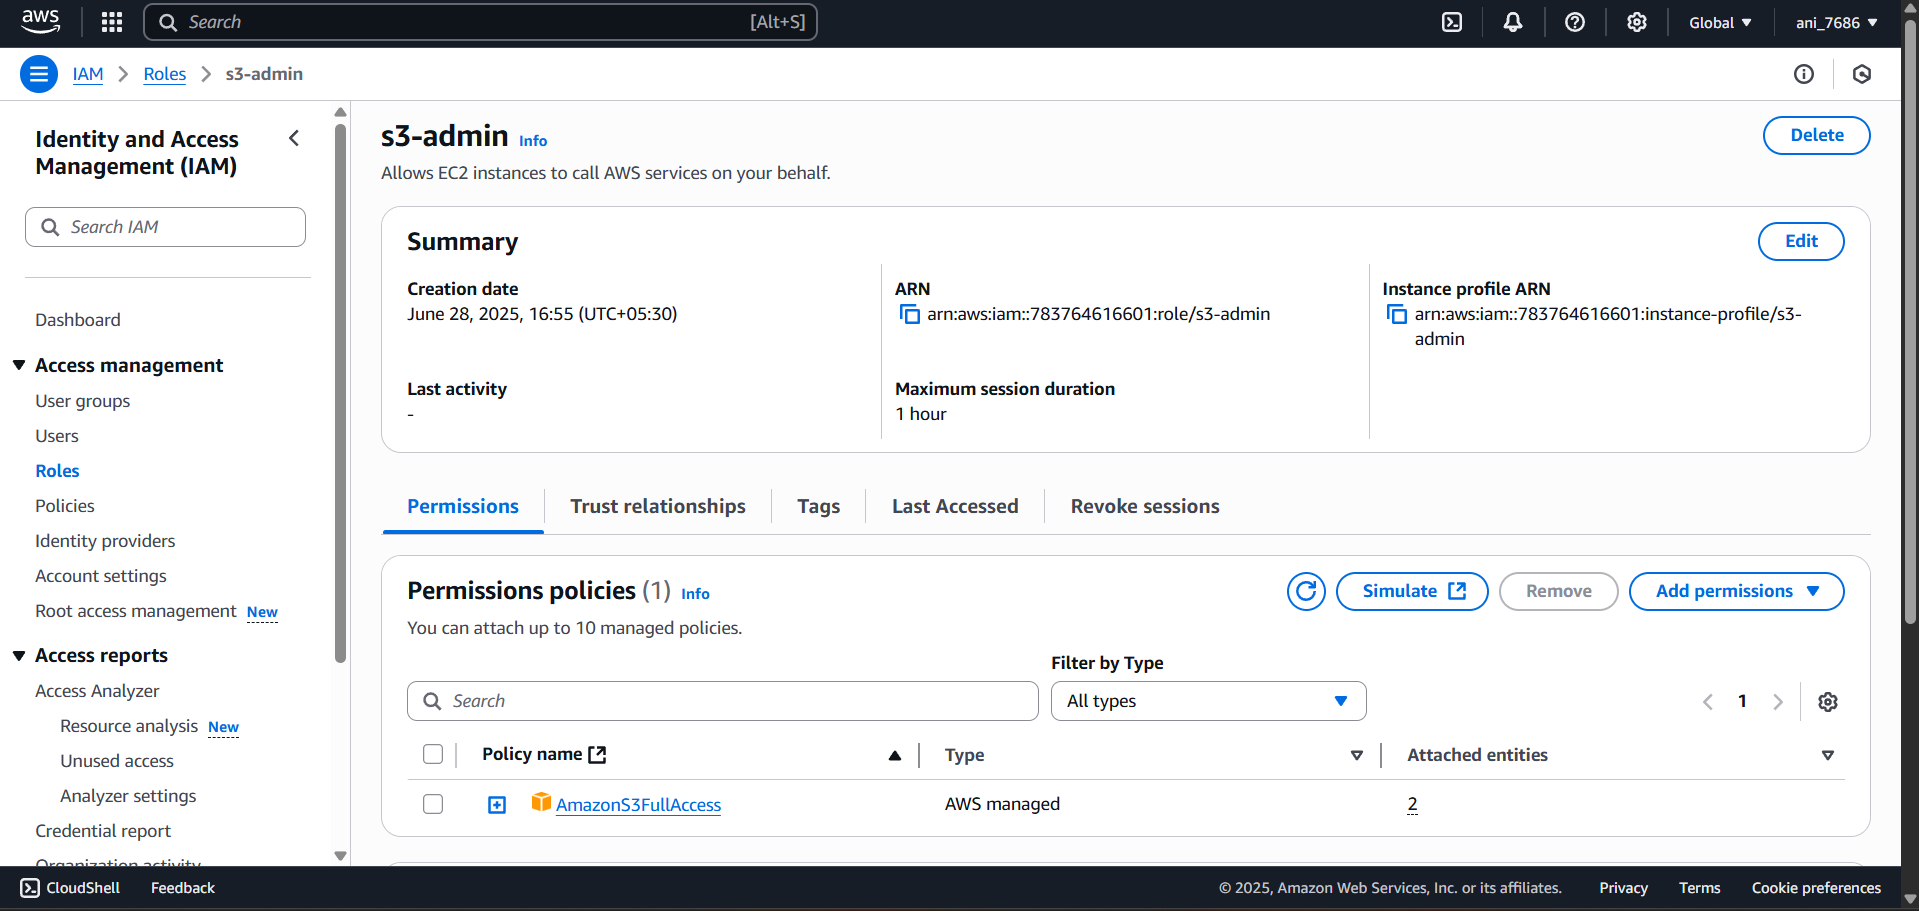 aws
Search [Alt+S]
Global
ani_7686
IAM > Roles > s3-admin
Identity and Access
Management (IAM)
Search IAM
Dashboard
Access management
User groups
Users
Roles
Policies
Identity providers
Account settings
Root access management New
Access reports
Access Analyzer
Resource analysis New
Unused access
Analyzer settings
Credential report
Organization activity
s3-admin Info
Delete
Allows EC2 instances to call AWS services on your behalf.
Summary
Edit
Creation date
June 28, 2025, 16:55 (UTC+05:30)
ARN
arn:aws:iam::783764616601:role/s3-admin
Instance profile ARN
arn:aws:iam::783764616601:instance-profile/s3-
admin
Last activity
-
Maximum session duration
1 hour
Permissions
Trust relationships
Tags
Last Accessed
Revoke sessions
Permissions policies (1) Info
Simulate
Remove
Add permissions
You can attach up to 10 managed policies.
Filter by Type
Search
All types
1
Policy name
Type
Attached entities
AmazonS3FullAccess
AWS managed
2
CloudShell
Feedback
© 2025, Amazon Web Services, Inc. or its affiliates.
Privacy
Terms
Cookie preferences